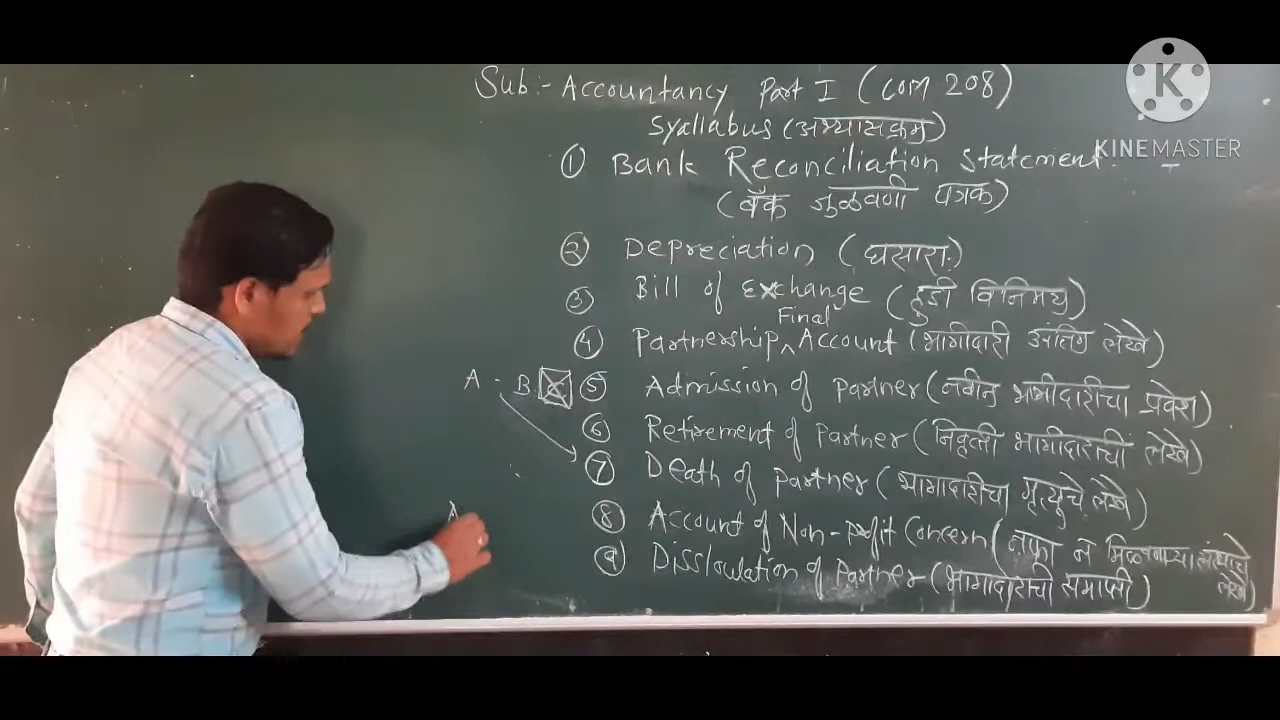 Sub:- Accountancy Part I (COM 208)
Syallabus (अभ्यासक्रम)
① Bank Reconciliation Statement
(बँक जुळवणी पत्रक)
② Depreciation (घसारा)
③ Bill of Exchange (हुंडी विनिमय)
④ Partnership ^ Final Account (भागीदारी अंतिम लेखे)
A - B ⑤ Admission of Partner (नवीन भागीदारीचा प्रवेश)
⑥ Retirement of Partner (निवृत्ती भागीदाराची लेखे)
⑦ Death of Partner (भागीदारीचा मृत्यूचे लेखे)
A ⑧ Account of Non-Profit Concern (नफा न मिळवणाऱ्या लेखे)
⑨ of Partner (भागीदाराची समाप्ती)
K
KINEMASTER